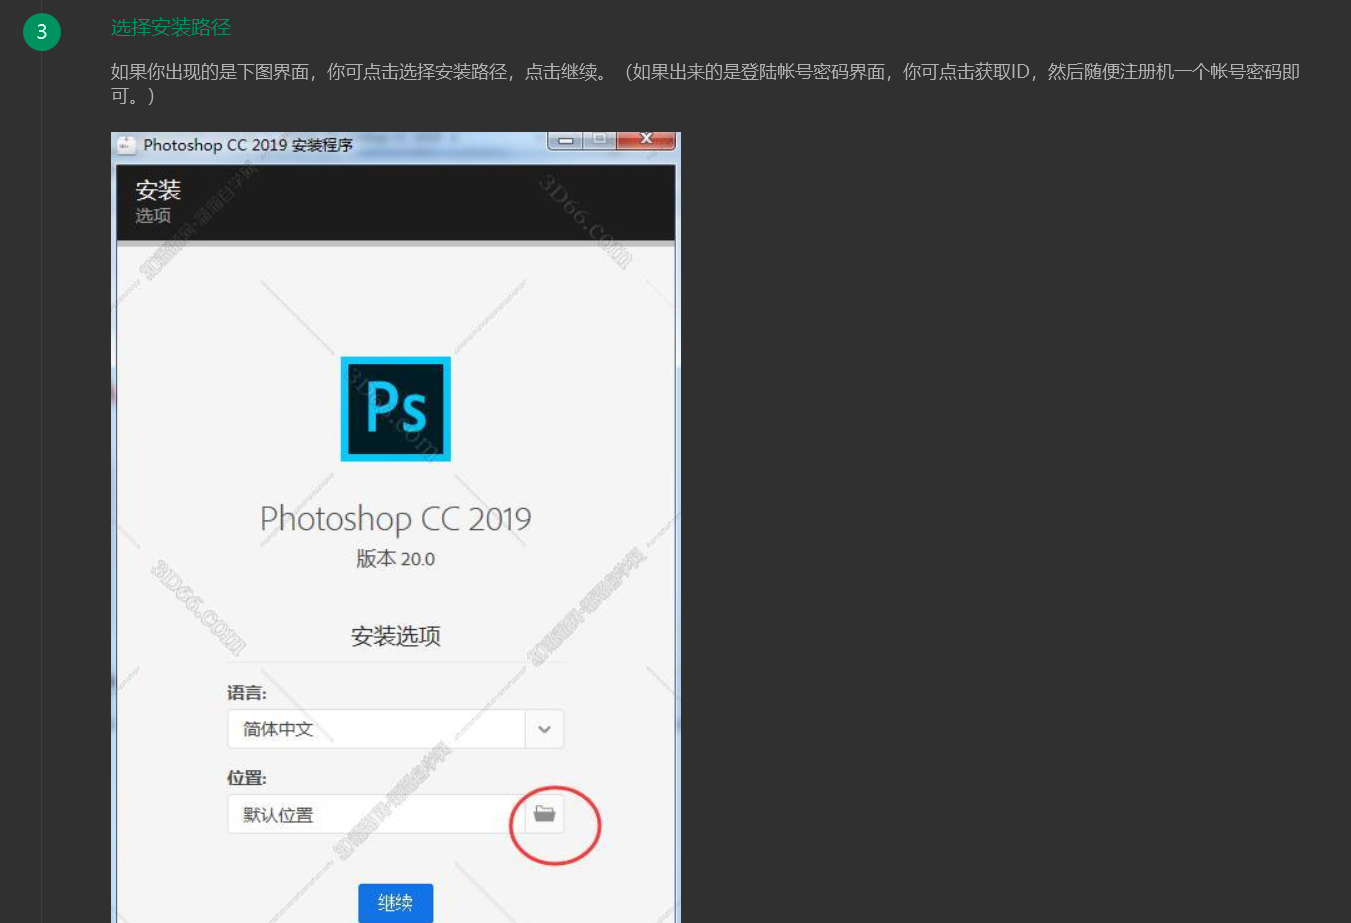 3
选择安装路径
如果你出现的是下图界面，你可点击选择安装路径，点击继续。（如果出来的是登陆帐号密码界面，你可点击获取ID，然后随便注册机一个帐号密码即
可。）
Photoshop CC 2019 安装程序
安装
选项
3D66.com
Ps
3D66.com
Photoshop CC 2019
版本 20.0
3D66.com
安装选项
语言:
简体中文
位置:
默认位置
继续